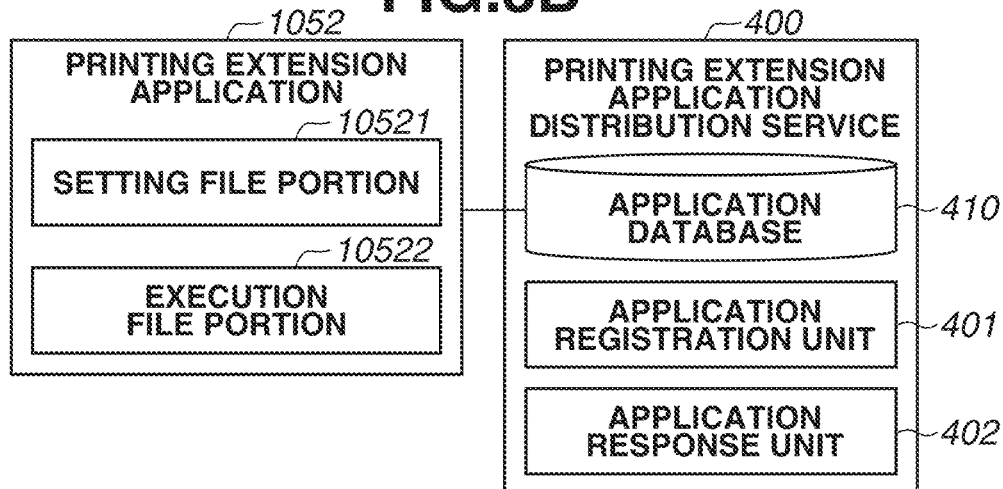 1052
PRINTING EXTENSION
APPLICATION
10521
SETTING FILE PORTION
10522
EXECUTION
FILE PORTION
400
PRINTING EXTENSION
APPLICATION
DISTRIBUTION SERVICE
APPLICATION
DATABASE
410
APPLICATION
REGISTRATION UNIT
401
APPLICATION
RESPONSE UNIT
402